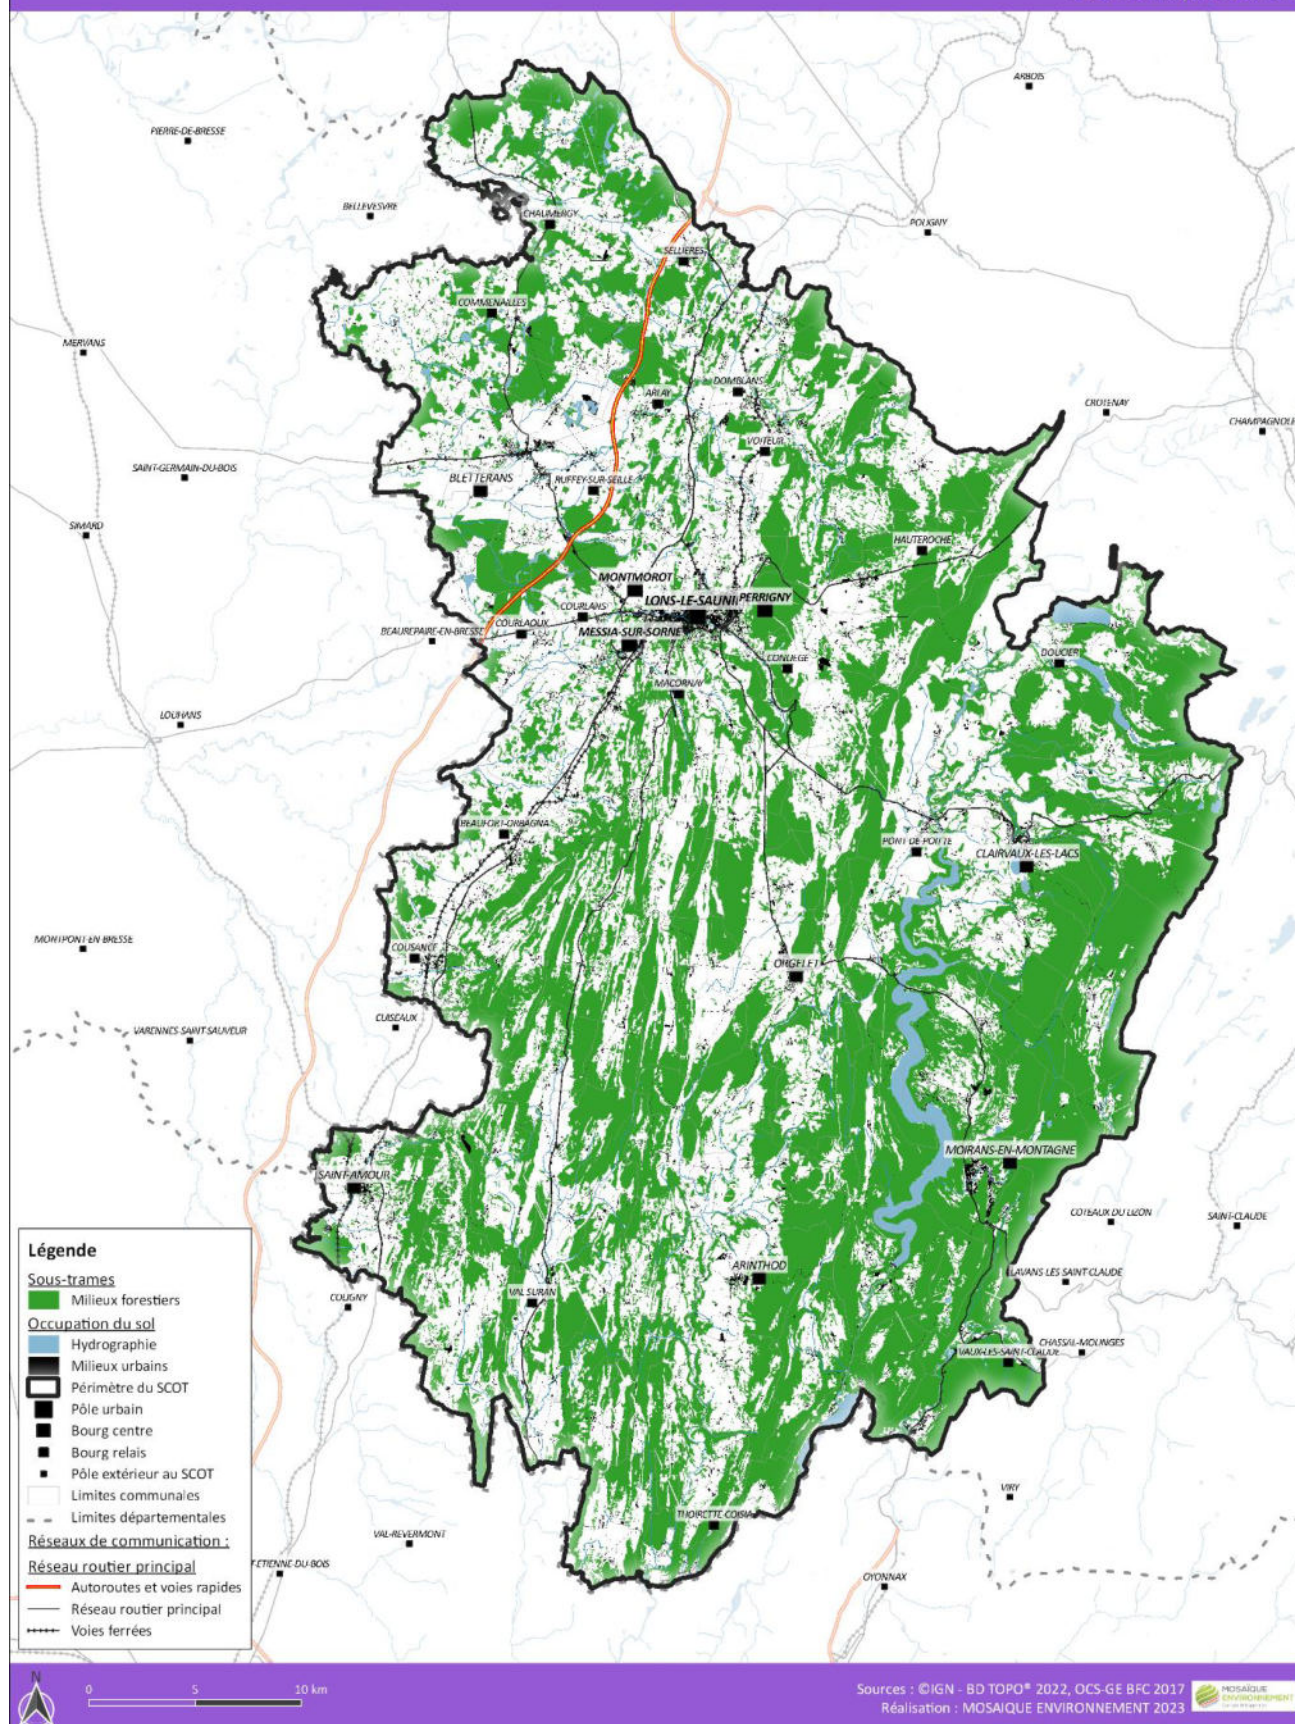 ARBOIS
PIERRE-DE-BRESSE
BELLEVESVRE
CHAUMERGY
POLIGNY
SELLIERES
COMMENAILLES
MERVANS
DOMBLANS
ARLAY
CROTENAY
CHAMPAGNOLE
VOITEUR
SAINT-GERMAIN-DU-BOIS
BLETTERANS
RUFFEY-SUR-SEILLE
SIMARD
HAUTEROCHE
MONTMOROT
LONS-LE-SAUNI
PERRIGNY
COURLANS
COURLAOUX
BEAUREPAIRE-EN-BRESSE
MESSIA-SUR-SORNE
DOUCIER
CONLIEGE
MACORNAY
LOUHANS
BEAUFORT-ORBAGNA
PONT-DE-POITTE
CLAIRVAUX-LES-LACS
MONTPONT-EN-BRESSE
COUSANCE
ORGELET
CUISEAUX
VARENNES-SAINT-SAUVEUR
MOIRANS-EN-MONTAGNE
SAINT-AMOUR
COTEAUX DU LIZON
SAINT-CLAUDE
ARINTHOD
LAVANS LES SAINT-CLAUDE
VAL SURAN
COLIGNY
CHASSAL-MOLINGES
VAUX-LES-SAINT-CLAUDE
VIRY
THOIRETTE-COISIA
VAL-REVERMONT
T-ETIENNE-DU-BOIS
OYONNAX
Légende
Sous-trames
Milieux forestiers
Occupation du sol
Hydrographie
Milieux urbains
Périmètre du SCOT
Pôle urbain
Bourg centre
Bourg relais
Pôle extérieur au SCOT
Limites communales
Limites départementales
Réseaux de communication :
Réseau routier principal
Autoroutes et voies rapides
Réseau routier principal
Voies ferrées
N
0 5 10 km
Sources : ©IGN - BD TOPO® 2022, OCS-GE BFC 2017
Réalisation : MOSAIQUE ENVIRONNEMENT 2023
MOSAÏQUE
ENVIRONNEMENT